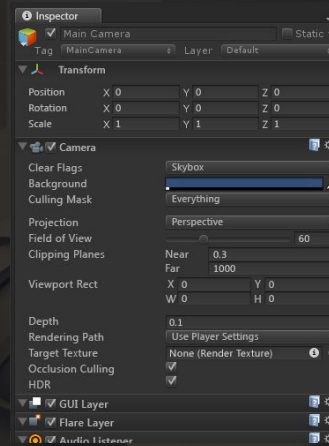 Inspector
Main Camera Static
Tag MainCamera Layer Default
Transform
Position X 0 Y 0 Z 0
Rotation X 0 Y 0 Z 0
Scale X 1 Y 1 Z 1
Camera
Clear Flags Skybox
Background
Culling Mask Everything
Projection Perspective
Field of View 60
Clipping Planes Near 0.3
Far 1000
Viewport Rect X 0 Y 0
W 0 H 0
Depth 0.1
Rendering Path Use Player Settings
Target Texture None (Render Texture)
Occlusion Culling
HDR
GUI Layer
Flare Layer
Audio Listener